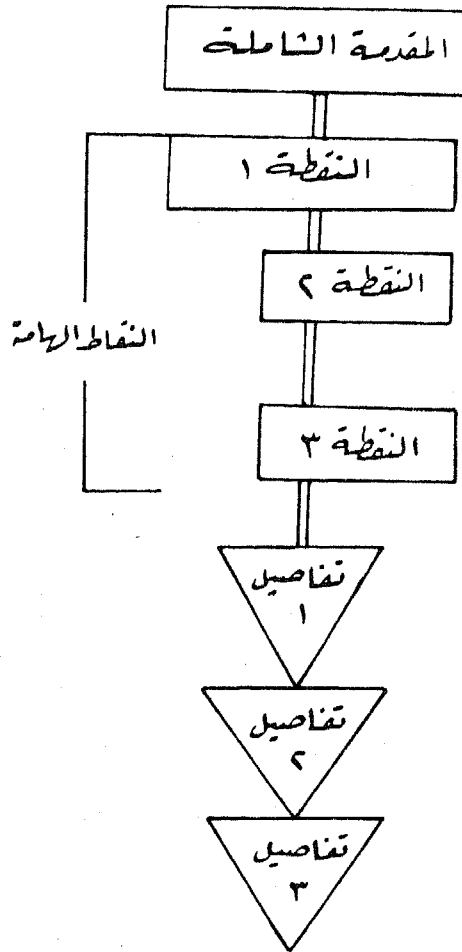 المقدمة الشاملة
النقطة ١
النقطة ٢
النقاط الهامة
النقطة ٣
تفاصيل
١
تفاصيل
٢
تفاصيل
٣